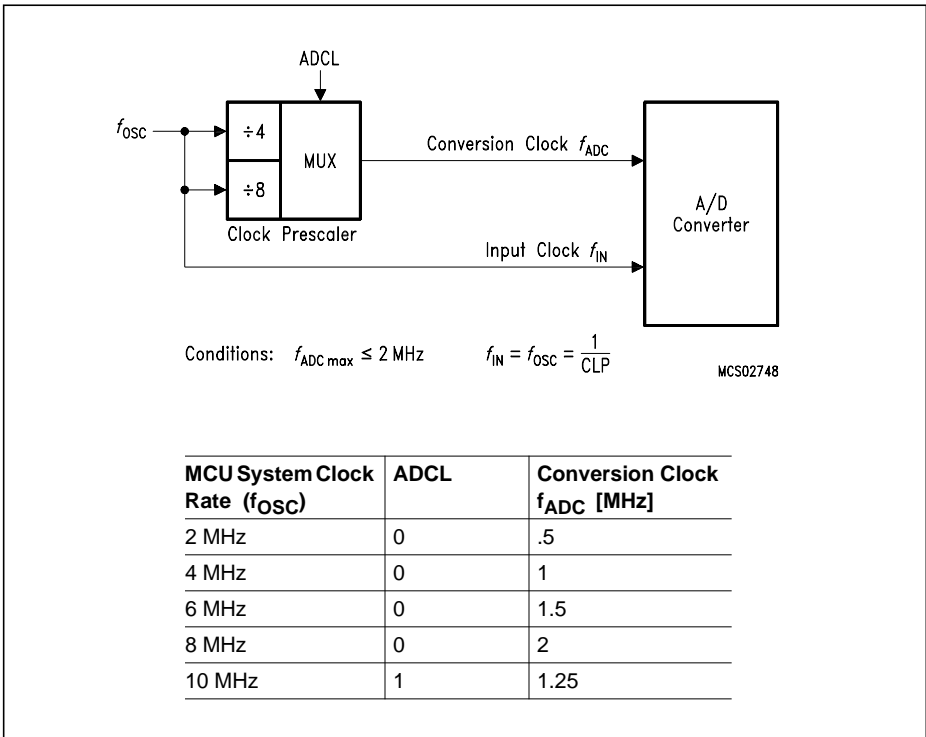 ADCL
fOSC
÷4
MUX
÷8
Clock Prescaler
Conversion Clock fADC
Input Clock fIN
A/D
Converter
Conditions: fADC max ≤ 2 MHz fIN = fOSC = 1/CLP
MCS02748
MCU System Clock Rate (fOSC) | ADCL | Conversion Clock fADC [MHz]
2 MHz | 0 | .5
4 MHz | 0 | 1
6 MHz | 0 | 1.5
8 MHz | 0 | 2
10 MHz | 1 | 1.25